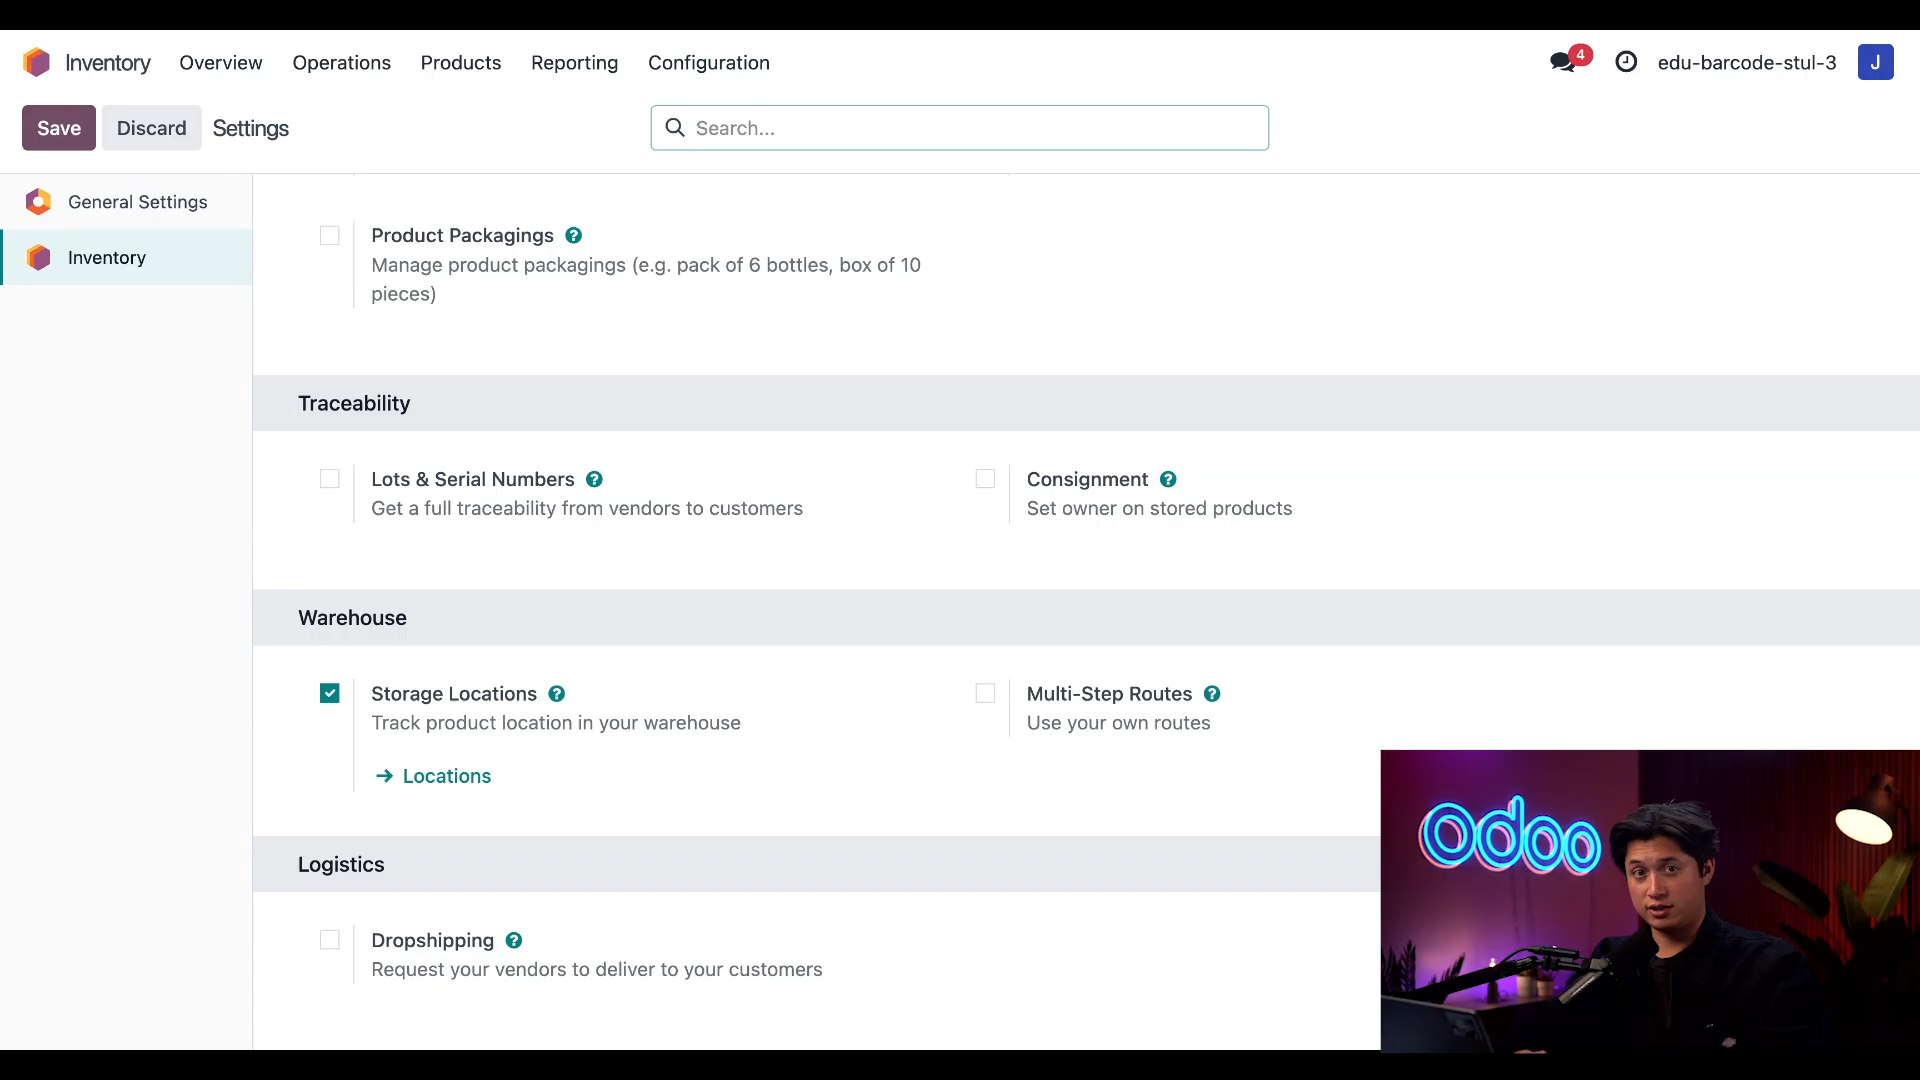 Inventory Overview Operations Products Reporting Configuration 4 edu-barcode-stul-3 J
Save Discard Settings Search...
General Settings
Inventory
Product Packagings ?
Manage product packagings (e.g. pack of 6 bottles, box of 10
pieces)
Traceability
Lots & Serial Numbers ?
Get a full traceability from vendors to customers
Consignment ?
Set owner on stored products
Warehouse
Storage Locations ?
Track product location in your warehouse
→ Locations
Multi-Step Routes ?
Use your own routes
Logistics
Dropshipping ?
Request your vendors to deliver to your customers
odoo